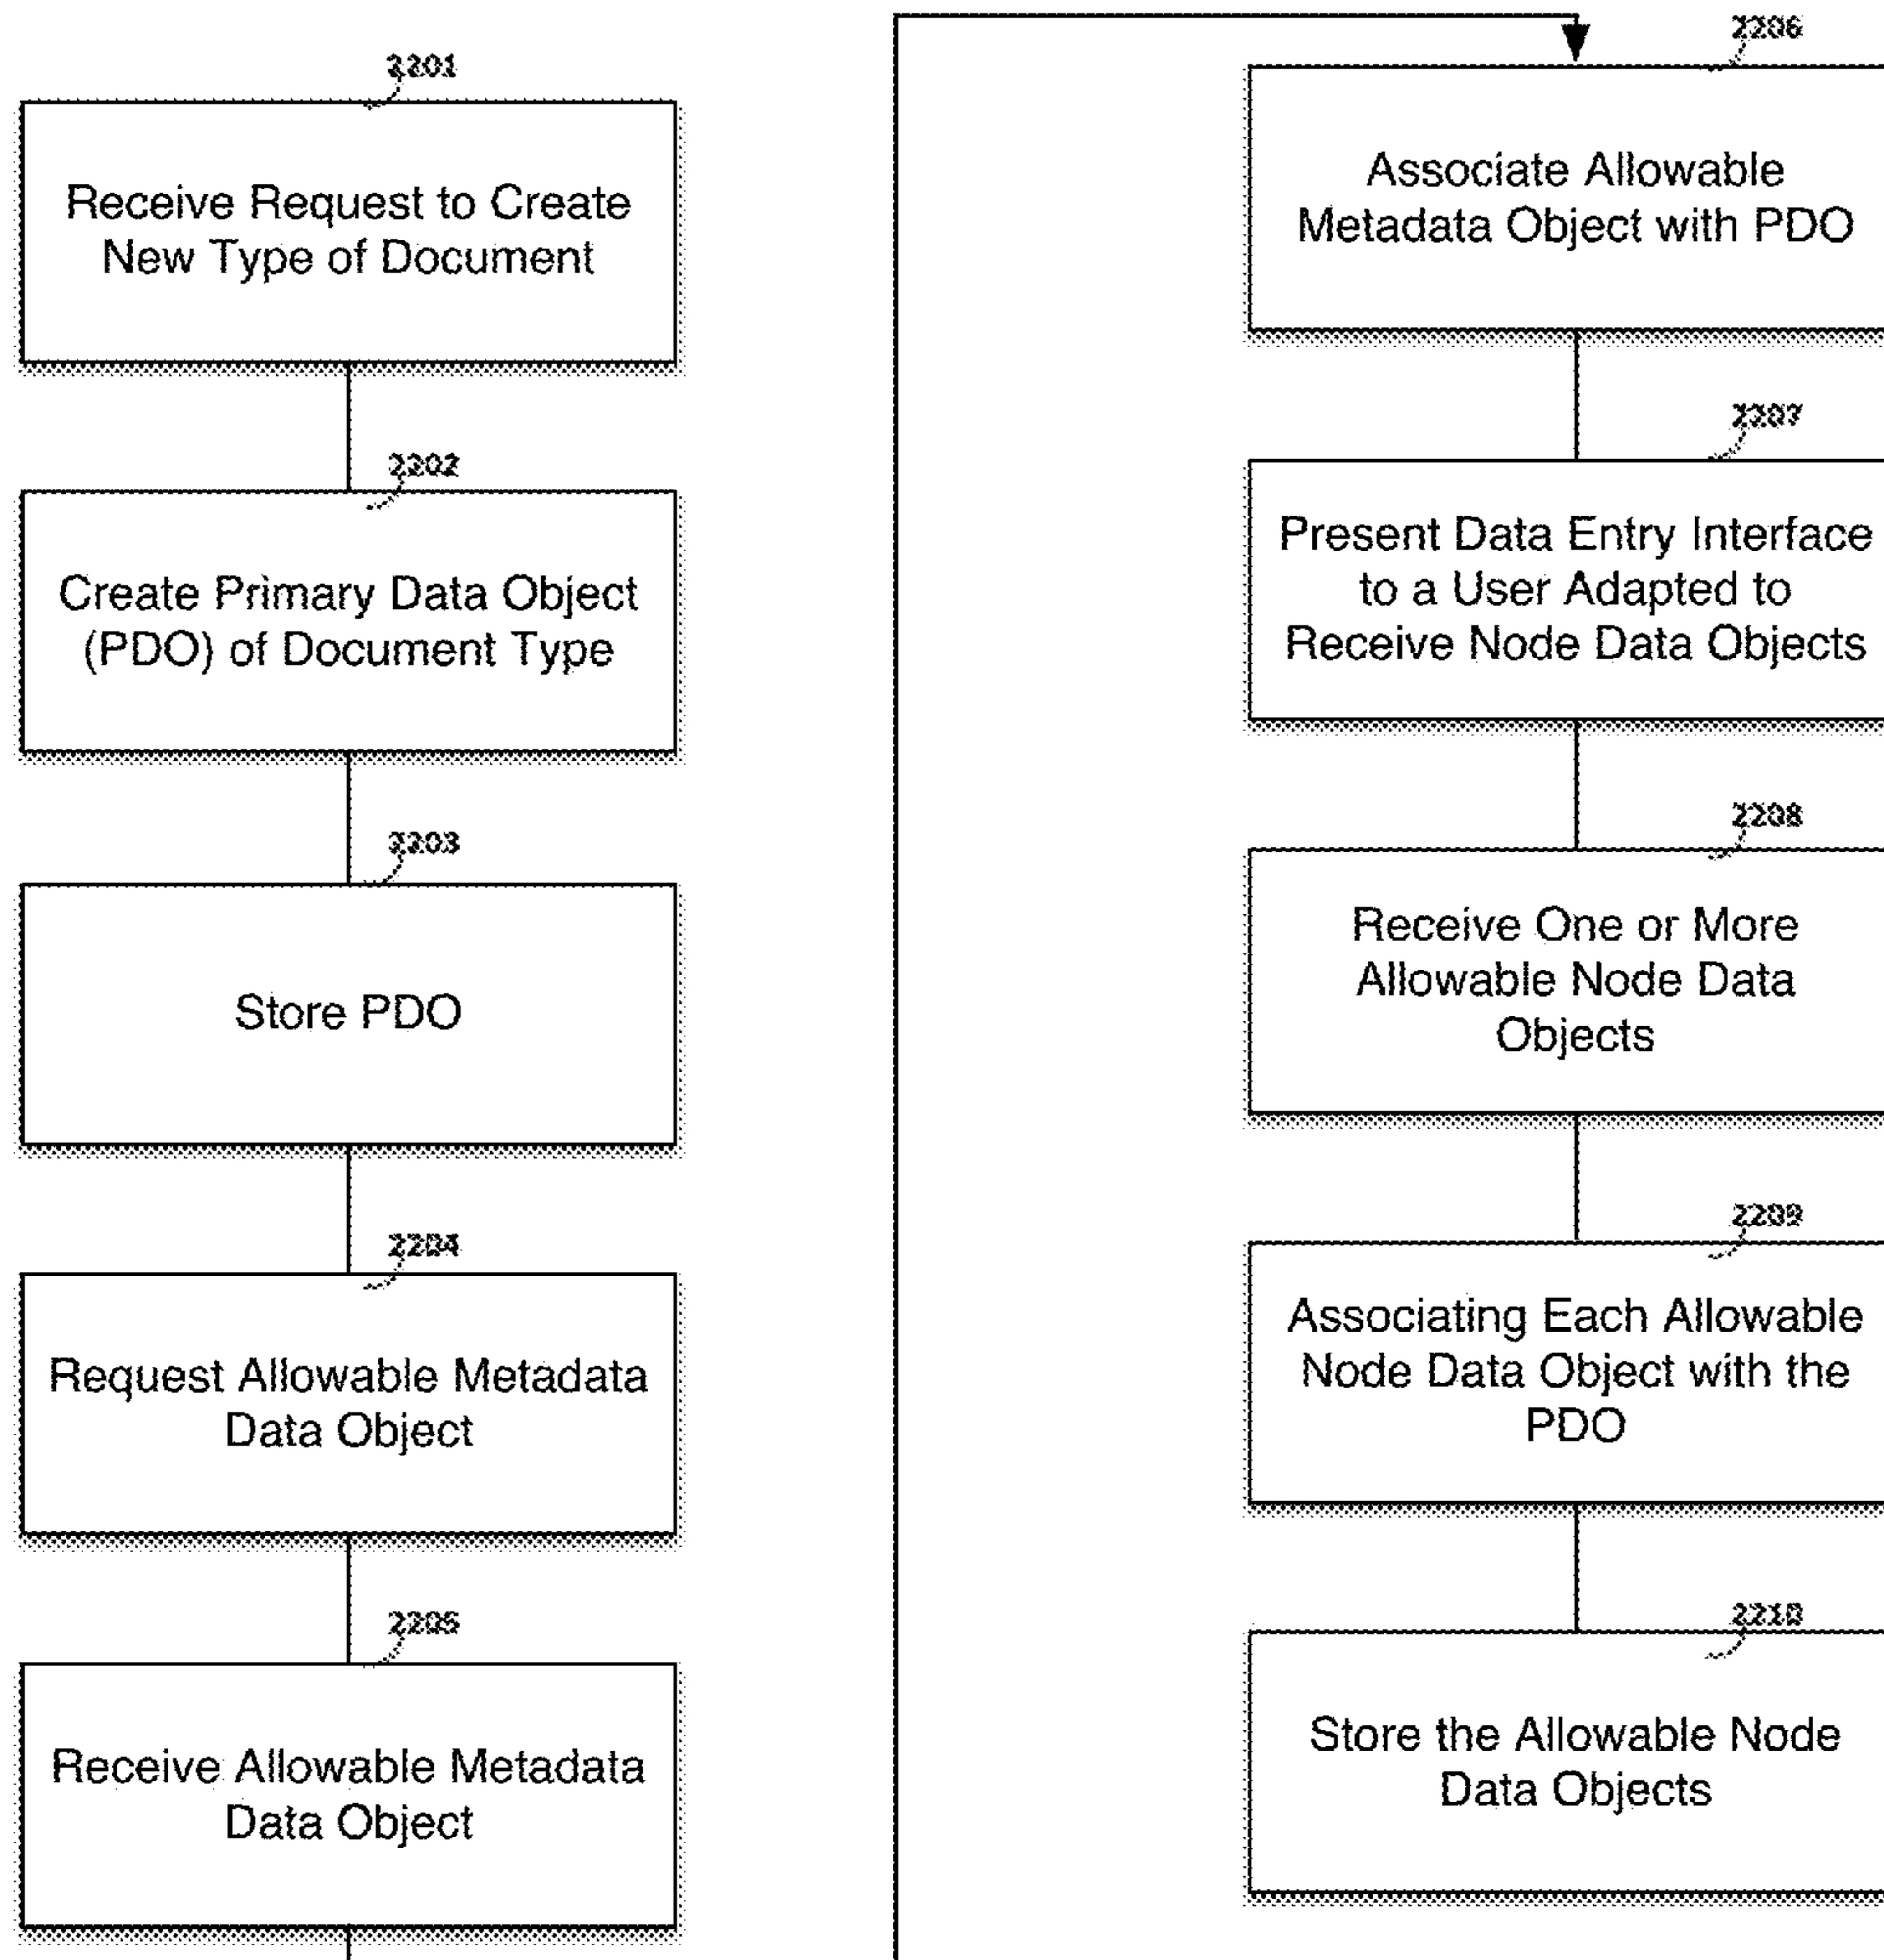 2201
Receive Request to Create
New Type of Document
2202
Create Primary Data Object
(PDO) of Document Type
2203
Store PDO
2204
Request Allowable Metadata
Data Object
2205
Receive Allowable Metadata
Data Object
2206
Associate Allowable
Metadata Object with PDO
2207
Present Data Entry Interface
to a User Adapted to
Receive Node Data Objects
2208
Receive One or More
Allowable Node Data
Objects
2209
Associating Each Allowable
Node Data Object with the
PDO
2210
Store the Allowable Node
Data Objects